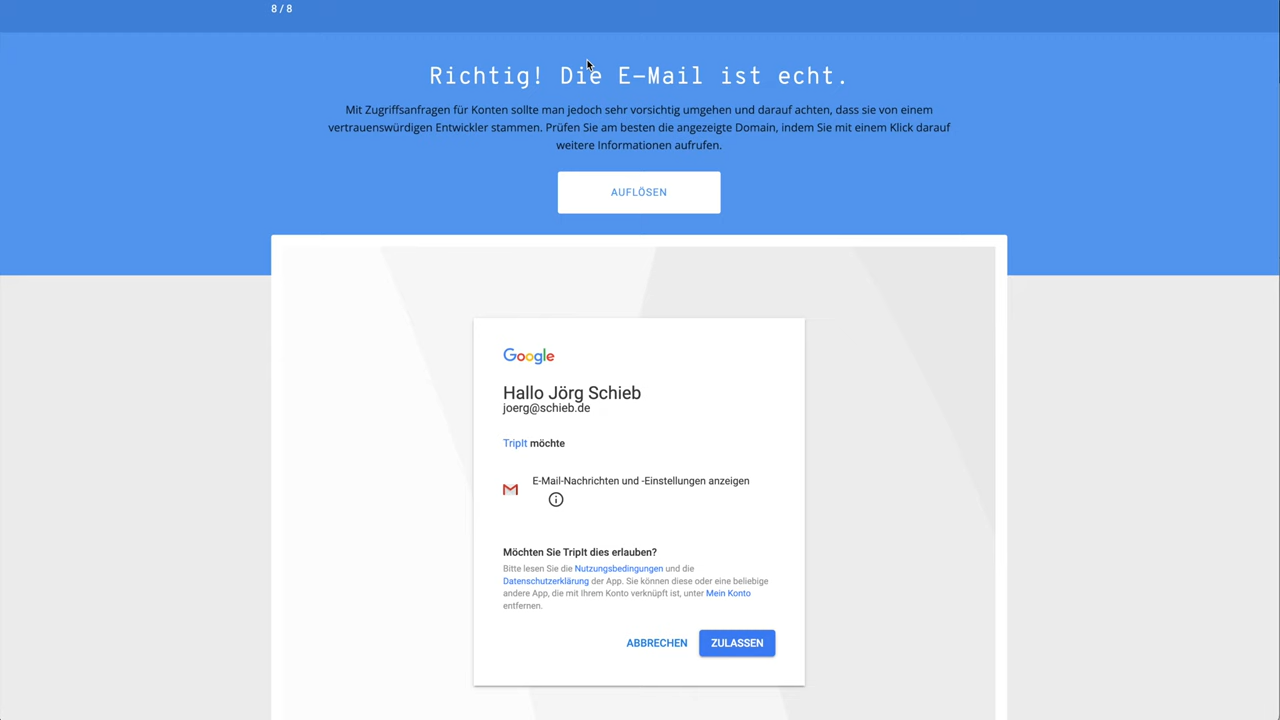 8 / 8
Richtig! Die E-Mail ist echt.
Mit Zugriffsanfragen für Konten sollte man jedoch sehr vorsichtig umgehen und darauf achten, dass sie von einem
vertrauenswürdigen Entwickler stammen. Prüfen Sie am besten die angezeigte Domain, indem Sie mit einem Klick darauf
weitere Informationen aufrufen.
AUFLÖSEN
Google
Hallo Jörg Schieb
joerg@schieb.de
TripIt möchte
E-Mail-Nachrichten und -Einstellungen anzeigen
Möchten Sie TripIt dies erlauben?
Bitte lesen Sie die Nutzungsbedingungen und die
Datenschutzerklärung der App. Sie können diese oder eine beliebige
andere App, die mit Ihrem Konto verknüpft ist, unter Mein Konto
entfernen.
ABBRECHEN ZULASSEN